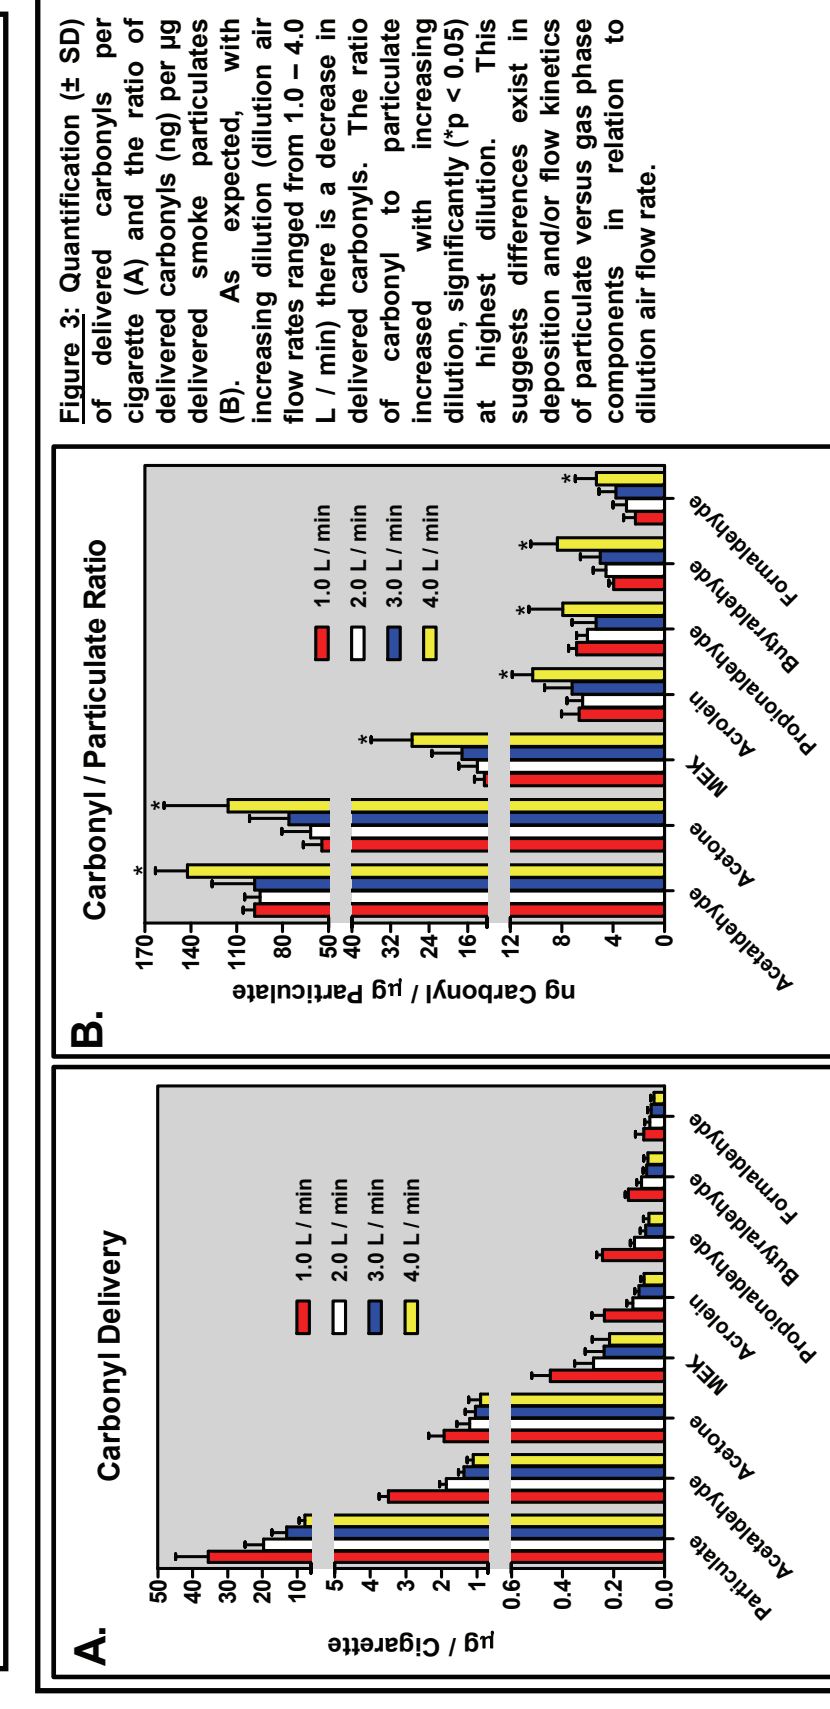 A.
Carbonyl Delivery
µg / Cigarette
50
40
30
20
10
5
4
3
2
1
0.6
0.4
0.2
0.0
1.0 L / min
2.0 L / min
3.0 L / min
4.0 L / min
Particulate
Acetaldehyde
Acetone
MEK
Acrolein
Propionaldehyde
Butyraldehyde
Formaldehyde
B.
Carbonyl / Particulate Ratio
ng Carbonyl / µg Particulate
170
140
110
80
50
40
32
24
16
12
8
4
0
1.0 L / min
2.0 L / min
3.0 L / min
4.0 L / min
*
*
*
*
*
*
*
Acetaldehyde
Acetone
MEK
Acrolein
Propionaldehyde
Butyraldehyde
Formaldehyde
Figure 3: Quantification (± SD)
of delivered carbonyls per
cigarette (A) and the ratio of
delivered carbonyls (ng) per µg
delivered smoke particulates
(B). As expected, with
increasing dilution (dilution air
flow rates ranged from 1.0 – 4.0
L / min) there is a decrease in
delivered carbonyls. The ratio
of carbonyl to particulate
increased with increasing
dilution, significantly (*p < 0.05)
at highest dilution. This
suggests differences exist in
deposition and/or flow kinetics
of particulate versus gas phase
components in relation to
dilution air flow rate.